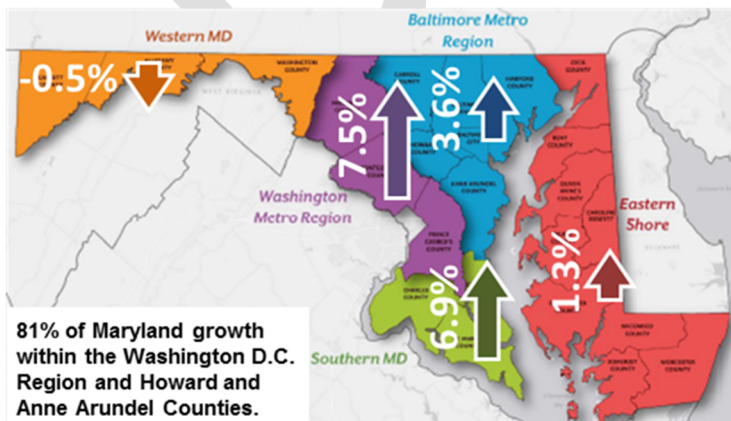 Baltimore Metro
Region
Western MD
-0.5%
WASHINGTON
COUNTY
WEST VIRGINIA
CARROLL
COUNTY
HARFORD
COUNTY
CECIL
COUNTY
7.5%
3.6%
KENT
COUNTY
ANNE ARUNDEL
COUNTY
QUEEN
ANNE'S
COUNTY
CAROLINE
COUNTY
Washington
Metro Region
Eastern
Shore
PRINCE
GEORGE'S
COUNTY
DELAWARE
6.9%
1.3%
CHARLES
COUNTY
Southern MD
WICOMICO
COUNTY
SOMERSET
COUNTY
WORCESTER
COUNTY
81% of Maryland growth
within the Washington D.C.
Region and Howard and
Anne Arundel Counties.